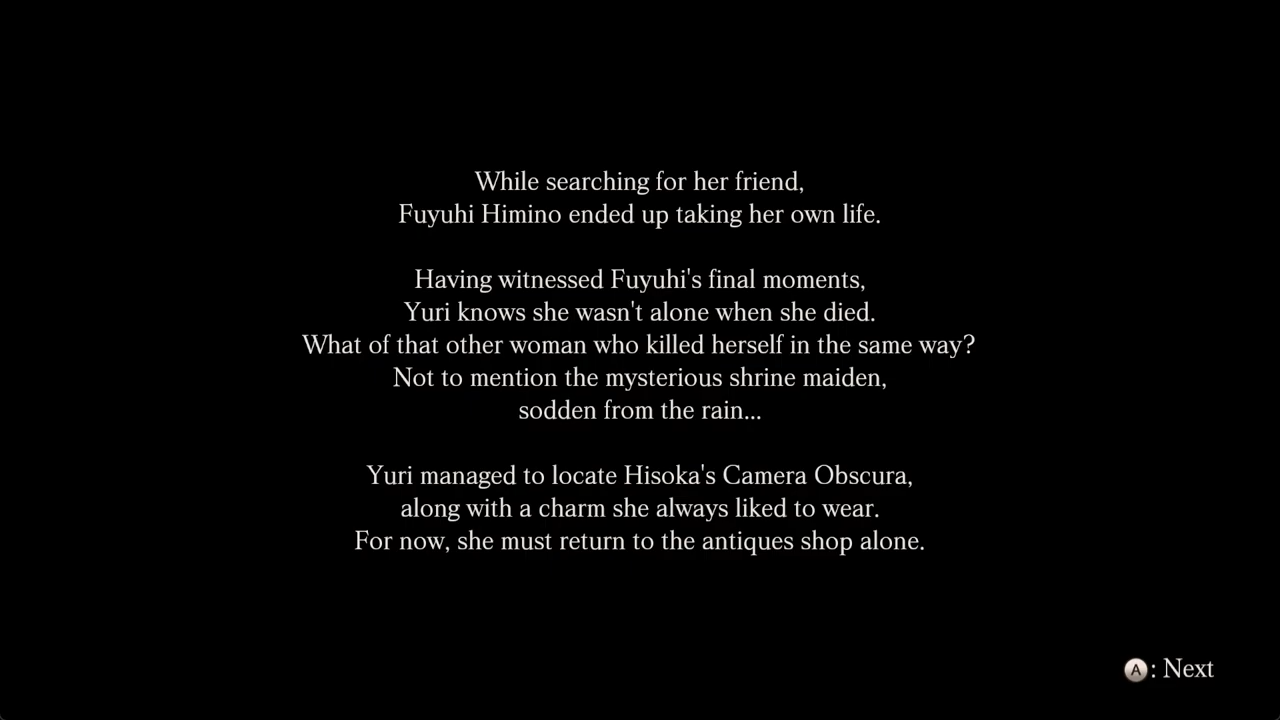 While searching for her friend,
Fuyuhi Himino ended up taking her own life.
Having witnessed Fuyuhi's final moments,
Yuri knows she wasn't alone when she died.
What of that other woman who killed herself in the same way?
Not to mention the mysterious shrine maiden,
sodden from the rain...
Yuri managed to locate Hisoka's Camera Obscura,
along with a charm she always liked to wear.
For now, she must return to the antiques shop alone.
A: Next